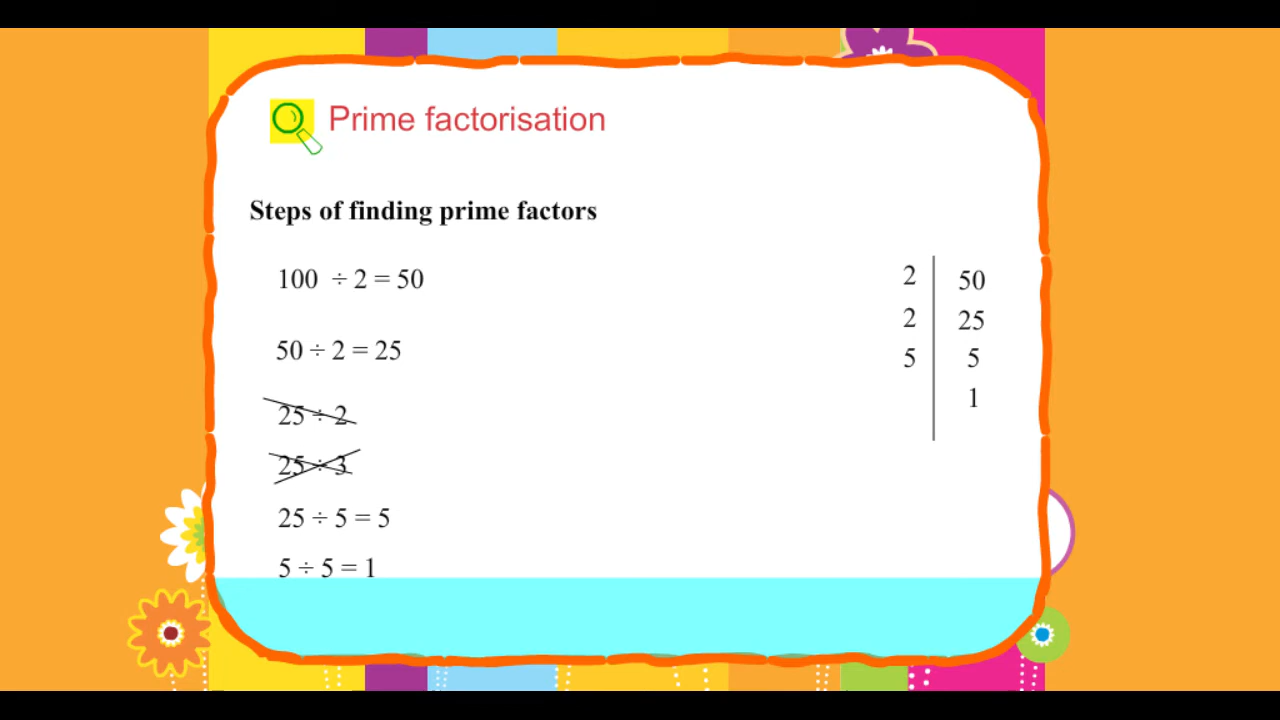 Prime factorisation
Steps of finding prime factors
100 ÷ 2 = 50
50 ÷ 2 = 25
25 ÷ 2
25 ÷ 3
25 ÷ 5 = 5
5 ÷ 5 = 1
2 50
2 25
5 5
1